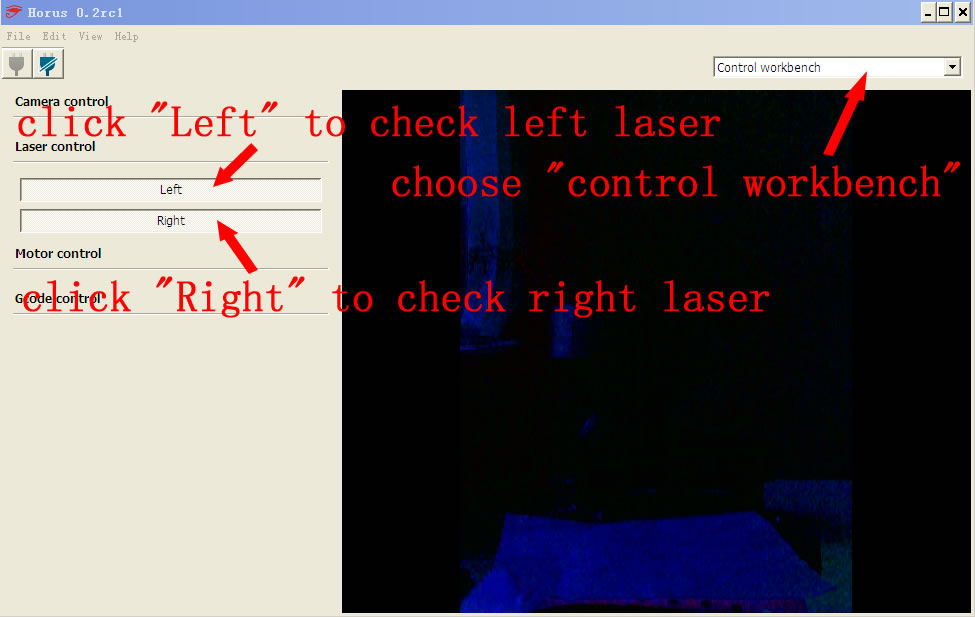 Horus 0.2rc1
File Edit View Help
Control workbench
Camera control
click "Left" to check left laser
Laser control
choose "control workbench"
Left
Right
Motor control
click "Right" to check right laser
Gcode control